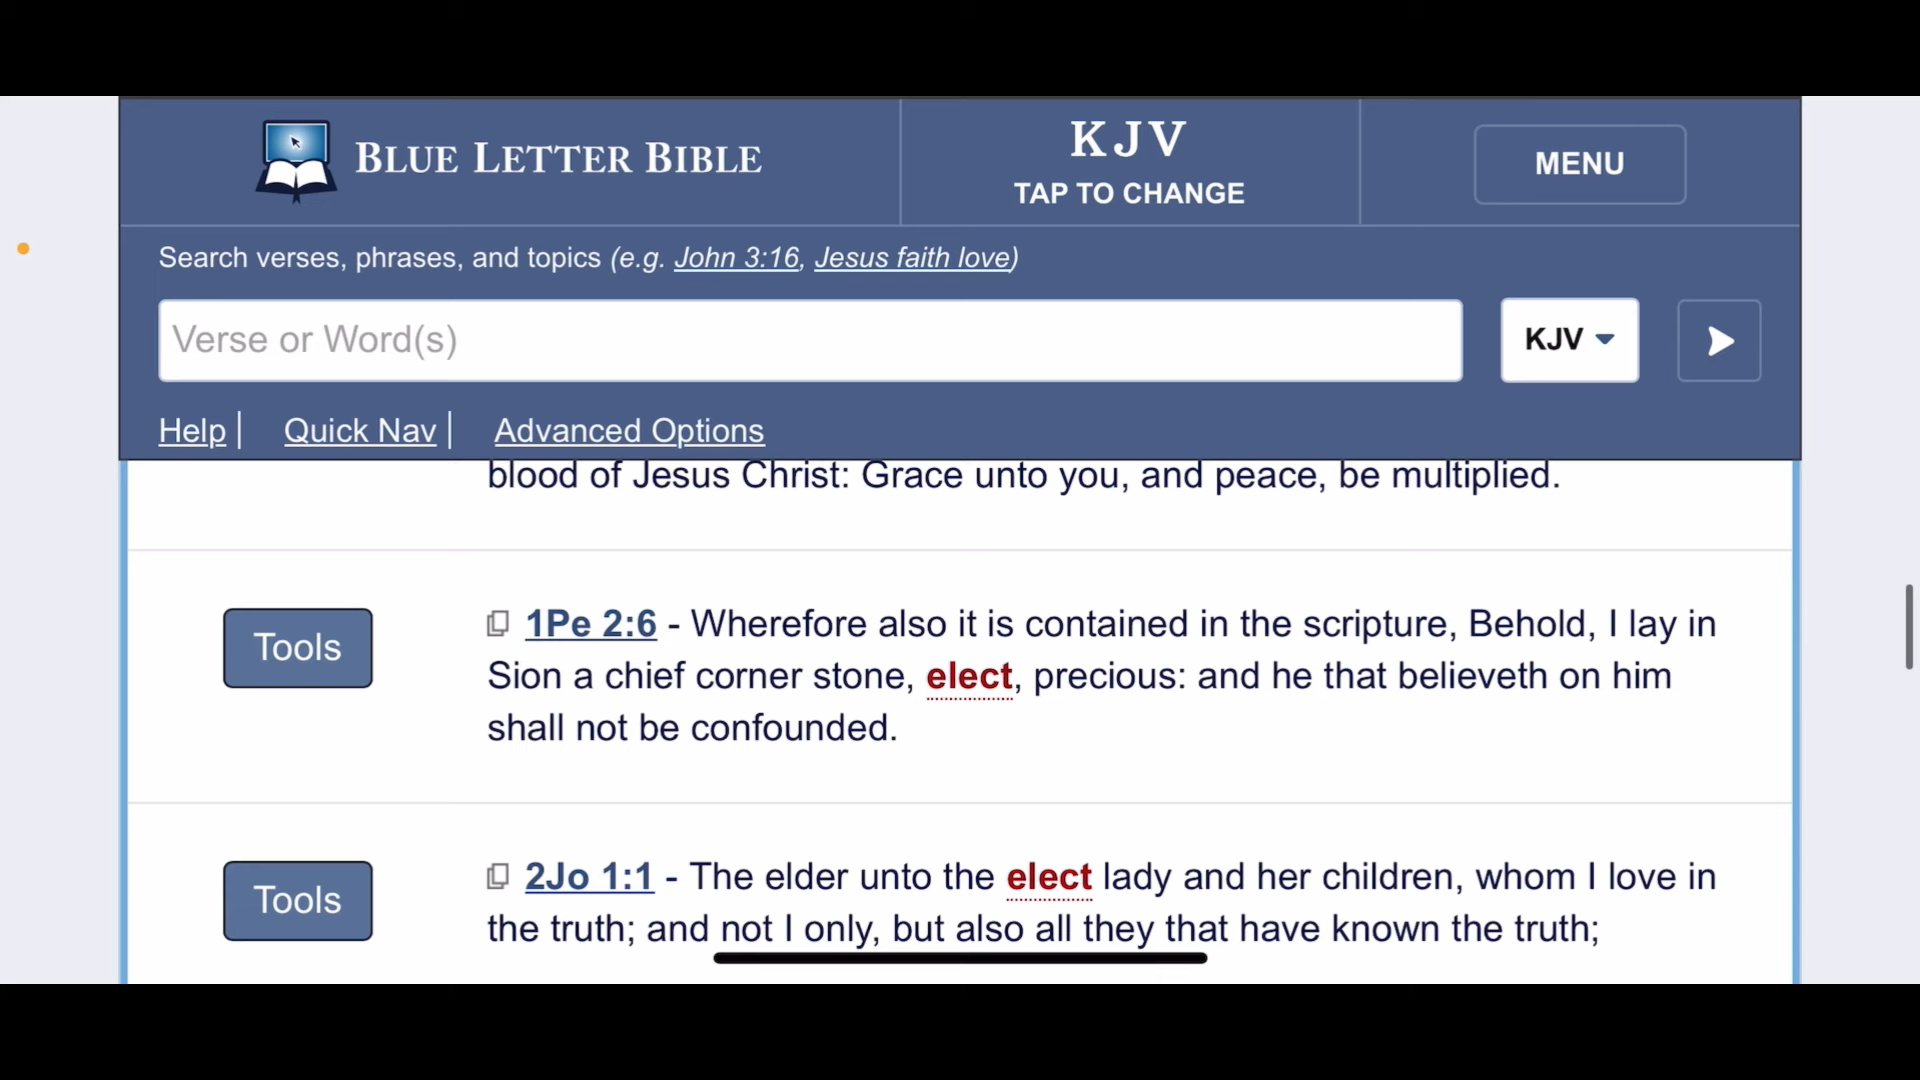 BLUE LETTER BIBLE
KJV
TAP TO CHANGE
MENU
Search verses, phrases, and topics (e.g. John 3:16, Jesus faith love)
Verse or Word(s)
KJV
Help| Quick Nav| Advanced Options
blood of Jesus Christ: Grace unto you, and peace, be multiplied.
Tools
1Pe 2:6 - Wherefore also it is contained in the scripture, Behold, I lay in
Sion a chief corner stone, elect, precious: and he that believeth on him
shall not be confounded.
Tools
2Jo 1:1 - The elder unto the elect lady and her children, whom I love in
the truth; and not I only, but also all they that have known the truth;